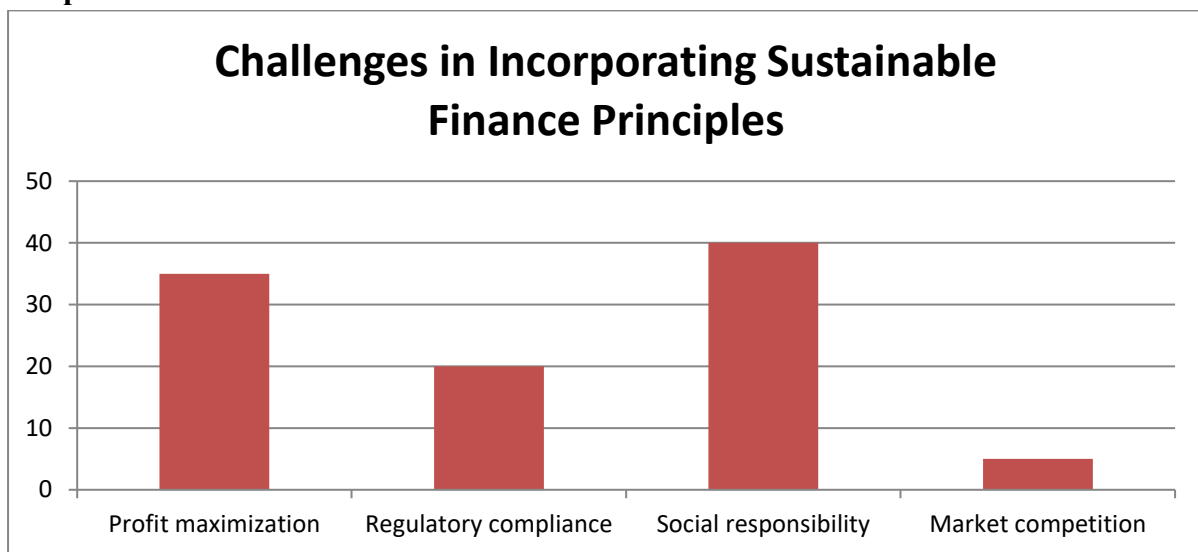 Challenges in Incorporating Sustainable
Finance Principles
50
40
30
20
10
0
Profit maximization Regulatory compliance Social responsibility Market competition